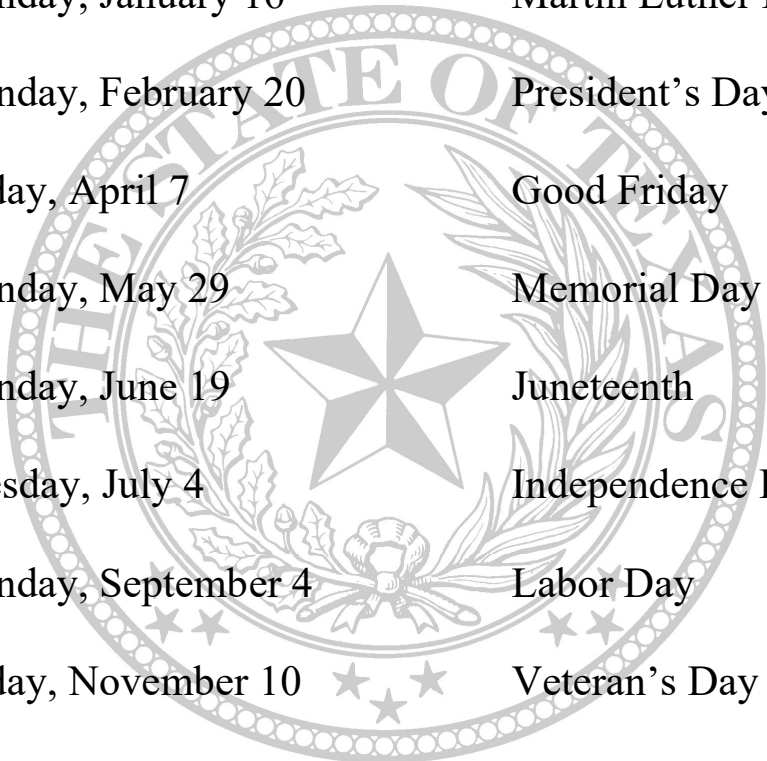 nday, January 16 Martin Luther
nday, February 20 President's Day
day, April 7 Good Friday
nday, May 29 Memorial Day
nday, June 19 Juneteenth
esday, July 4 Independence
nday, September 4 Labor Day
day, November 10 Veteran's Day
THE STATE OF TEXAS